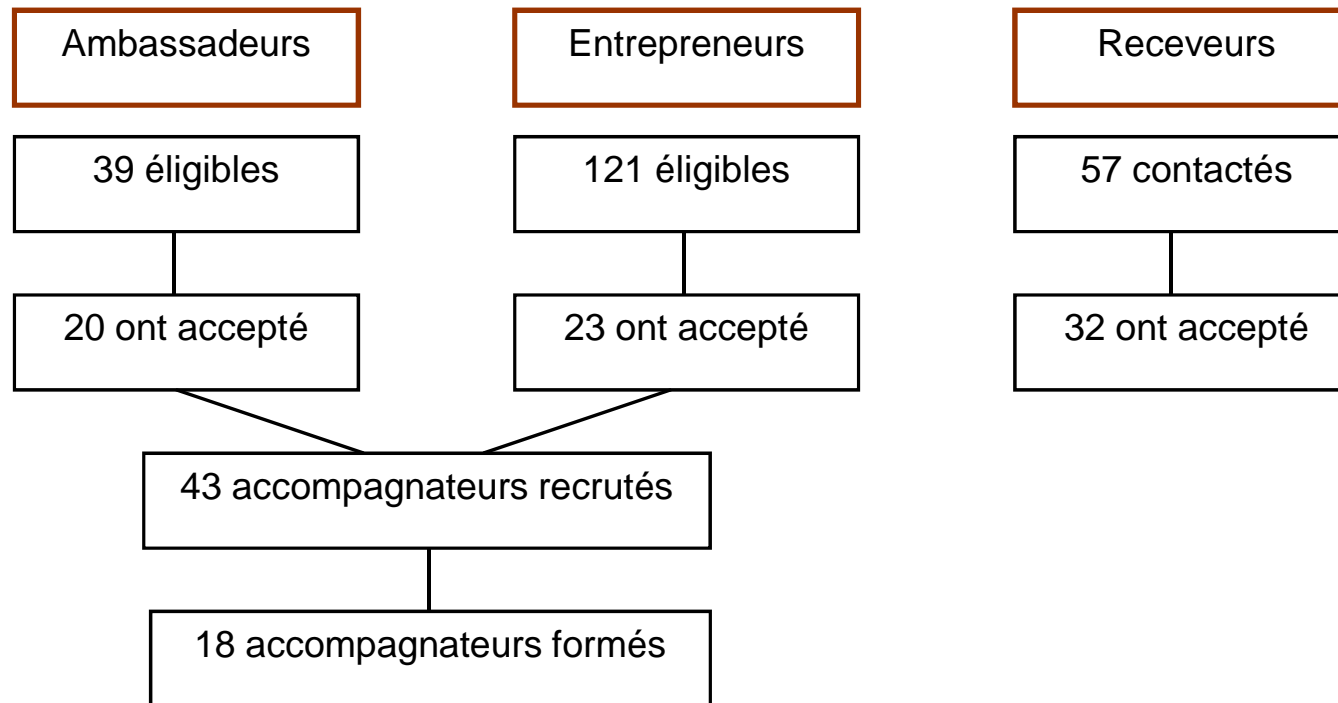 Ambassadeurs
Entrepreneurs
Receveurs
39 éligibles
121 éligibles
57 contactés
20 ont accepté
23 ont accepté
32 ont accepté
43 accompagnateurs recrutés
18 accompagnateurs formés